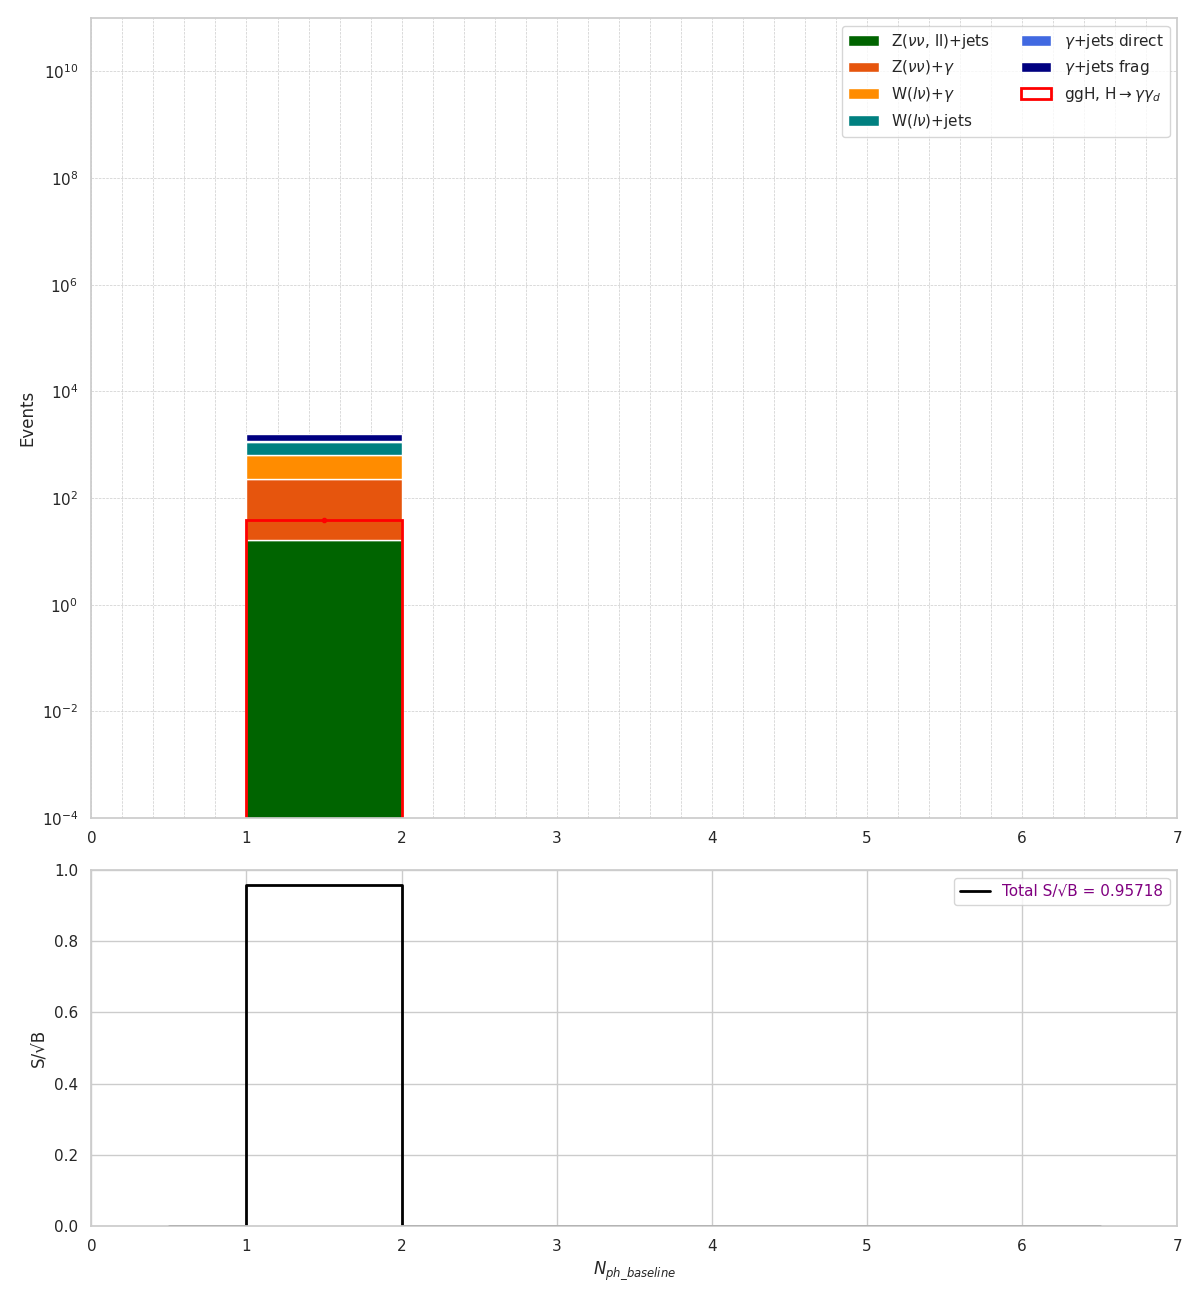 Z(νν, ll)+jets
Z(νν)+γ
W(lν)+γ
W(lν)+jets
γ+jets direct
γ+jets frag
ggH, H→γγ_d
Events
10^10
10^8
10^6
10^4
10^2
10^0
10^−2
10^−4
0 1 2 3 4 5 6 7
Total S/√B = 0.95718
S/√B
1.0
0.8
0.6
0.4
0.2
0.0
0 1 2 3 4 5 6 7
N_ph_baseline